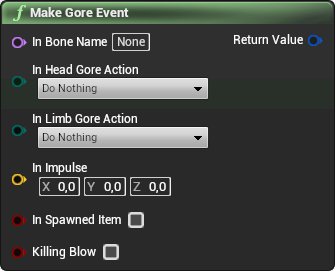 Make Gore Event
In Bone Name None Return Value
In Head Gore Action
Do Nothing
In Limb Gore Action
Do Nothing
In Impulse
X 0,0 Y 0,0 Z 0,0
In Spawned Item
Killing Blow